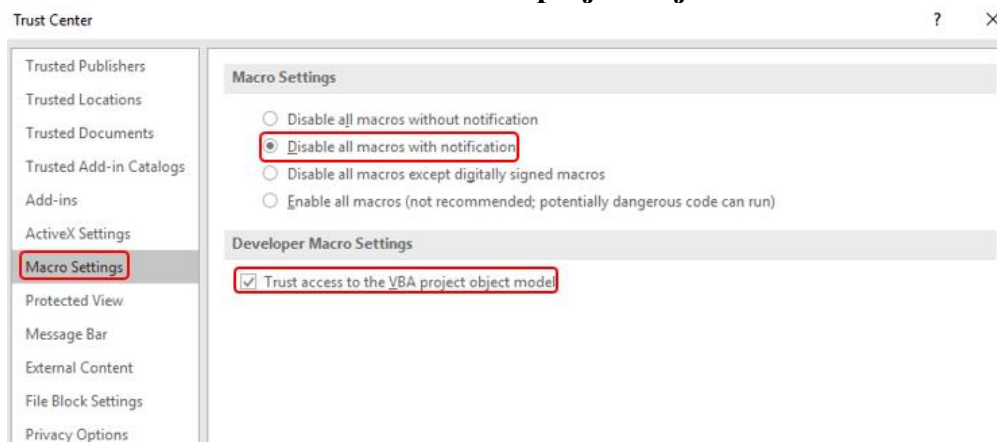 Trust Center ? ×
Trusted Publishers
Trusted Locations
Trusted Documents
Trusted Add-in Catalogs
Add-ins
ActiveX Settings
Macro Settings
Protected View
Message Bar
External Content
File Block Settings
Privacy Options
Macro Settings
Disable all macros without notification
Disable all macros with notification
Disable all macros except digitally signed macros
Enable all macros (not recommended; potentially dangerous code can run)
Developer Macro Settings
Trust access to the VBA project object model